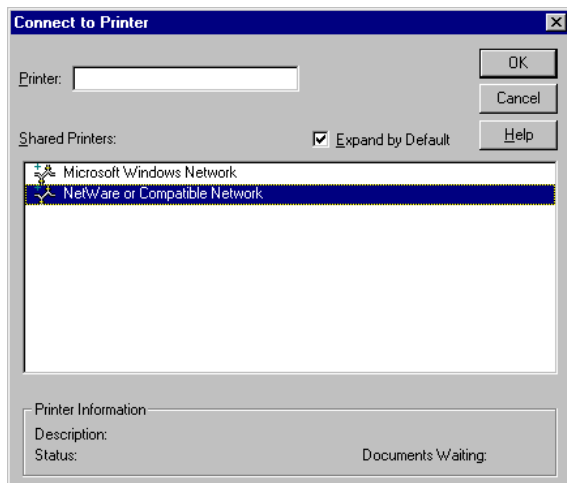 Connect to Printer
Printer:
OK
Cancel
Help
Shared Printers:
Expand by Default
Microsoft Windows Network
NetWare or Compatible Network
Printer Information
Description:
Status:
Documents Waiting: